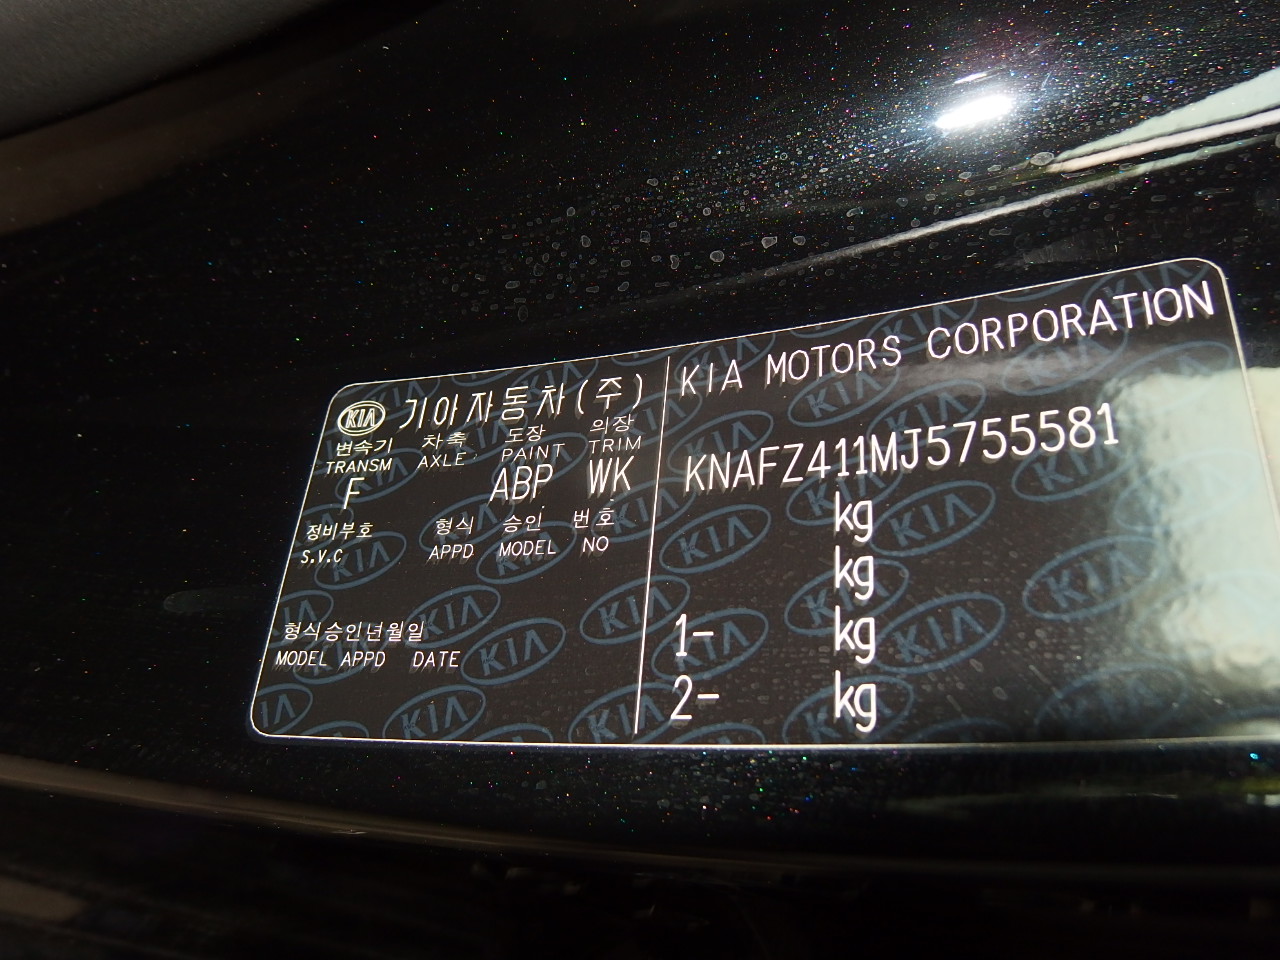 KIA 기아자동차(주)
변속기 차축 도장 의장
TRANSM AXLE PAINT TRIM
F ABP WK
정비부호 형식 승인 번호
S.V.C APPD MODEL NO
형식승인년월일
MODEL APPD DATE
KIA MOTORS CORPORATION
KNAFZ411MJ5755581
kg
kg
1- kg
2- kg